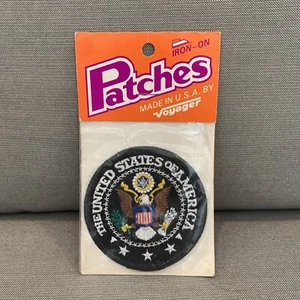 IRON-ON
Patches
MADE IN U.S.A. BY
Voyager
THE UNITED STATES OF AMERICA